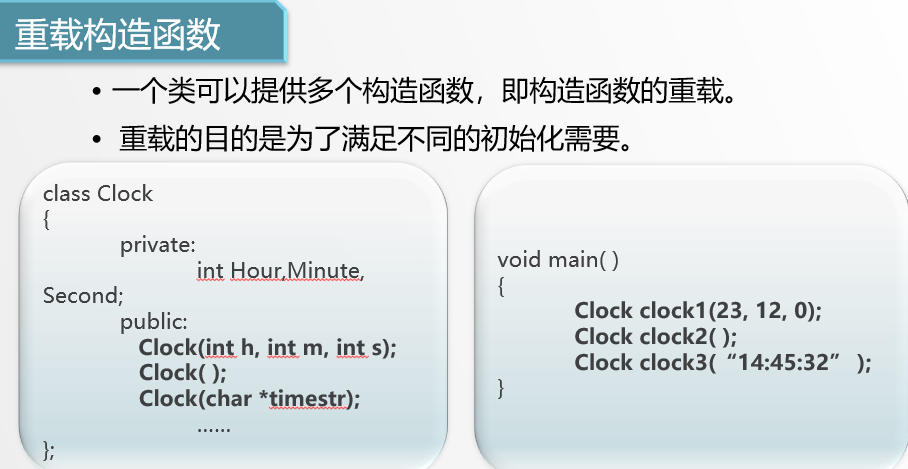 重载构造函数
• 一个类可以提供多个构造函数，即构造函数的重载。
• 重载的目的是为了满足不同的初始化需要。
class Clock
{
private:
int Hour,Minute,
Second;
public:
Clock(int h, int m, int s);
Clock( );
Clock(char *timestr);
……
};
void main( )
{
Clock clock1(23, 12, 0);
Clock clock2( );
Clock clock3( “14:45:32” );
}